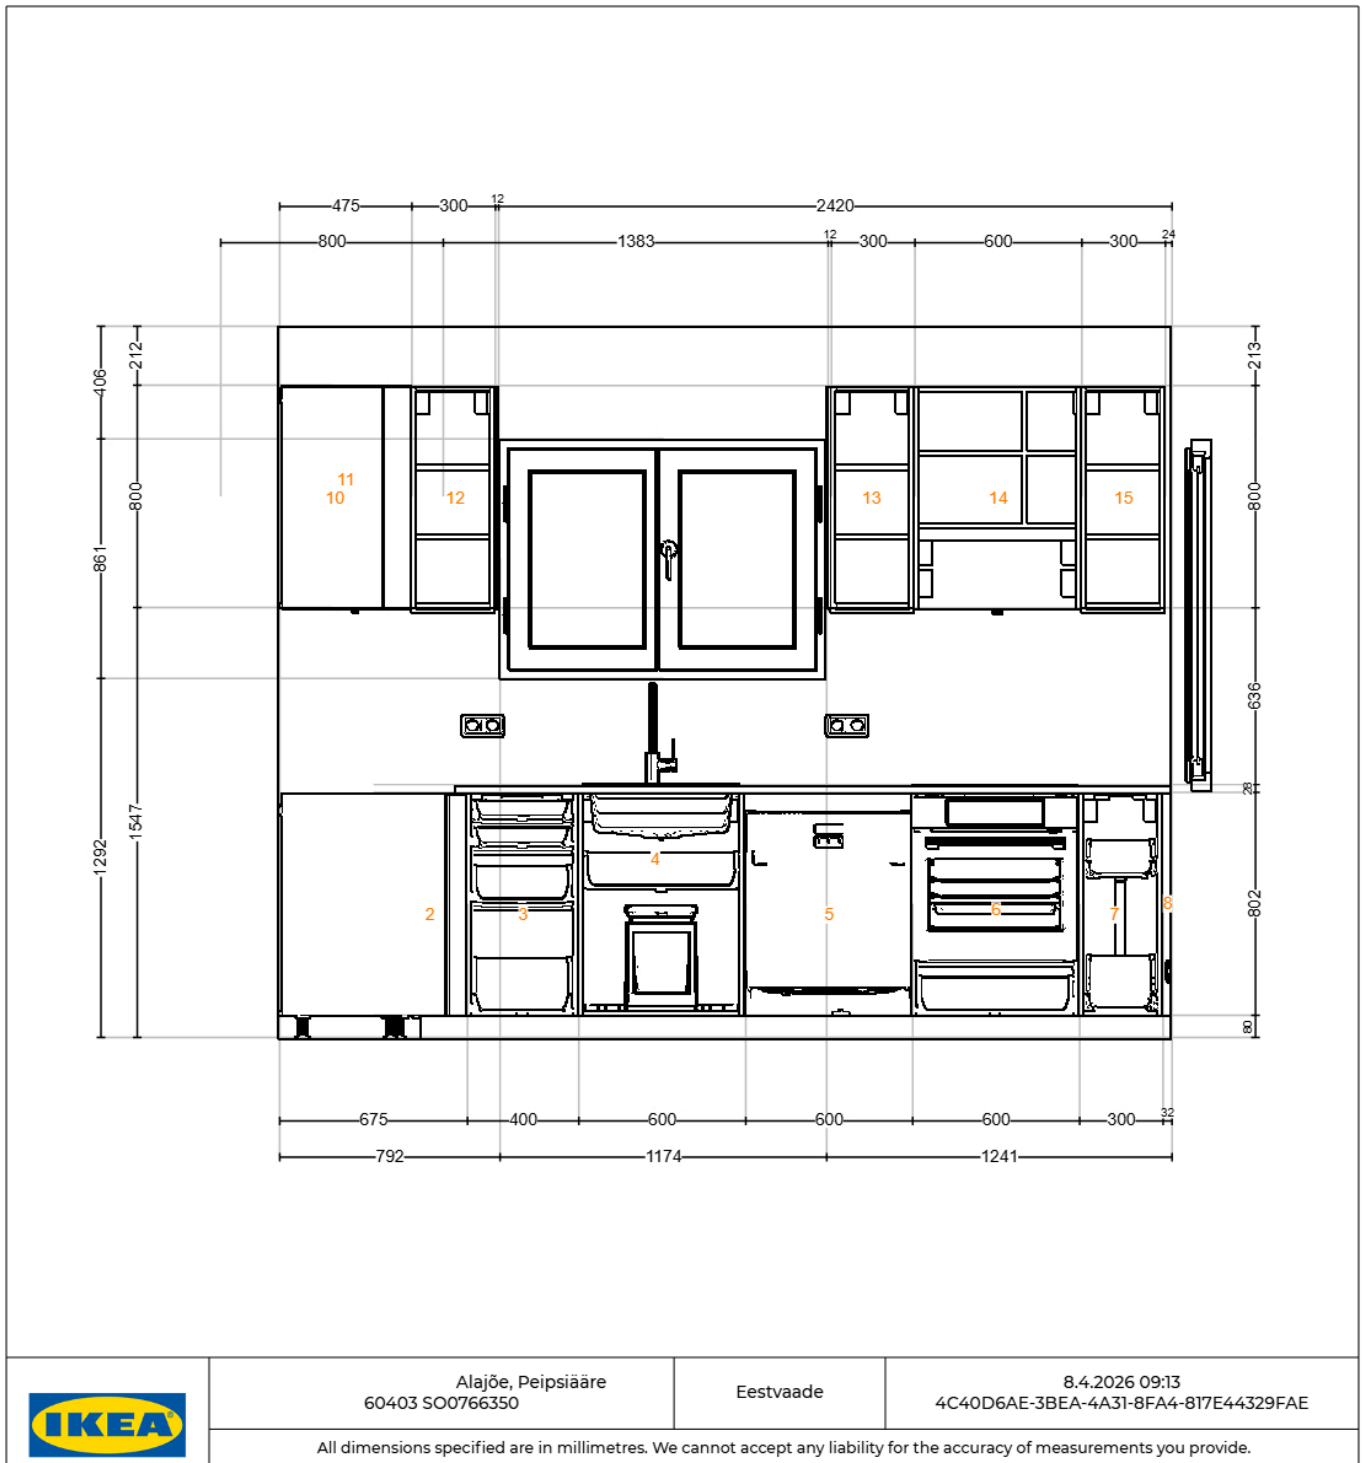 475 300 12 2420
800 1383 12 300 600 300 24
406 212 213
11
10 12 13 14 15
800 800
861
636
28
1547
1292
4
2 3 5 6 7 8
802
80
675 400 600 600 600 300 32
792 1174 1241
IKEA
Alajõe, Peipsiääre
60403 SO0766350
Eestvaade
8.4.2026 09:13
4C40D6AE-3BEA-4A31-8FA4-817E44329FAE
All dimensions specified are in millimetres. We cannot accept any liability for the accuracy of measurements you provide.